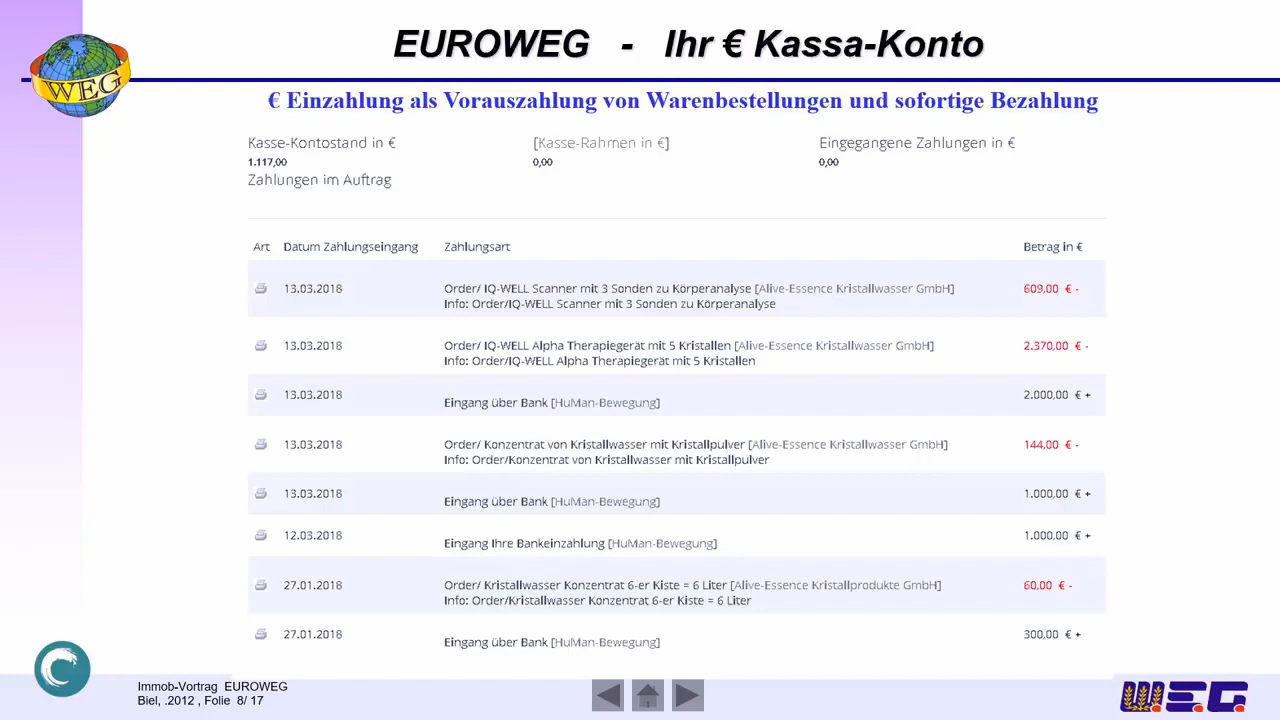 EUROWEG - Ihr € Kassa-Konto
WEG
€ Einzahlung als Vorauszahlung von Warenbestellungen und sofortige Bezahlung
Kasse-Kontostand in € [Kasse-Rahmen in €] Eingegangene Zahlungen in €
1.117,00 0,00 0,00
Zahlungen im Auftrag
Art Datum Zahlungseingang Zahlungsart Betrag in €
13.03.2018 Order/ IQ-WELL Scanner mit 3 Sonden zu Körperanalyse [Alive-Essence Kristallwasser GmbH] 609,00 € -
Info: Order/IQ-WELL Scanner mit 3 Sonden zu Körperanalyse
13.03.2018 Order/ IQ-WELL Alpha Therapiegerät mit 5 Kristallen [Alive-Essence Kristallwasser GmbH] 2.370,00 € -
Info: Order/IQ-WELL Alpha Therapiegerät mit 5 Kristallen
13.03.2018 Eingang über Bank [HuMan-Bewegung] 2.000,00 € +
13.03.2018 Order/ Konzentrat von Kristallwasser mit Kristallpulver [Alive-Essence Kristallwasser GmbH] 144,00 € -
Info: Order/Konzentrat von Kristallwasser mit Kristallpulver
13.03.2018 Eingang über Bank [HuMan-Bewegung] 1.000,00 € +
12.03.2018 Eingang Ihre Bankeinzahlung [HuMan-Bewegung] 1.000,00 € +
27.01.2018 Order/ Kristallwasser Konzentrat 6-er Kiste = 6 Liter [Alive-Essence Kristallprodukte GmbH] 60,00 € -
Info: Order/Kristallwasser Konzentrat 6-er Kiste = 6 Liter
27.01.2018 Eingang über Bank [HuMan-Bewegung] 300,00 € +
Immob-Vortrag EUROWEG
Biel, .2012 , Folie 8/ 17
W.E.G.